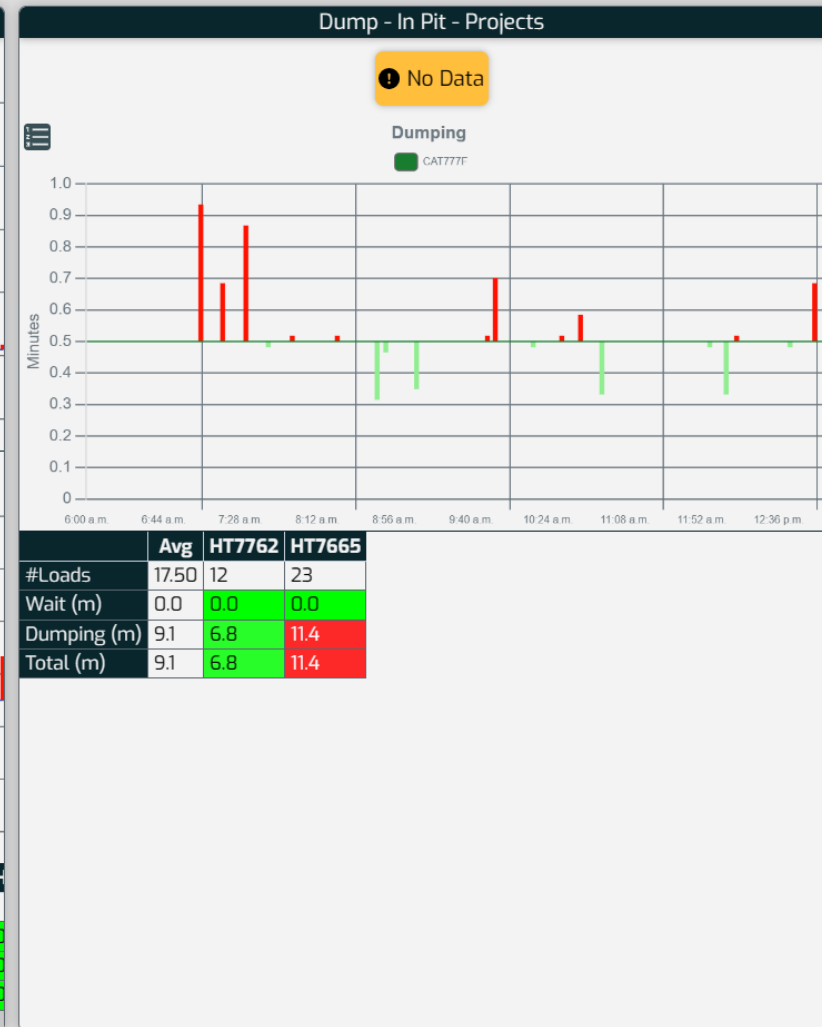 Dump - In Pit - Projects
No Data
Dumping
CAT777F
Minutes
1.0
0.9
0.8
0.7
0.6
0.5
0.4
0.3
0.2
0.1
0
6:00 a.m. 6:44 a.m. 7:28 a.m. 8:12 a.m. 8:56 a.m. 9:40 a.m. 10:24 a.m. 11:08 a.m. 11:52 a.m. 12:36 p.m.
Avg HT7762 HT7665
#Loads 17.50 12 23
Wait (m) 0.0 0.0 0.0
Dumping (m) 9.1 6.8 11.4
Total (m) 9.1 6.8 11.4